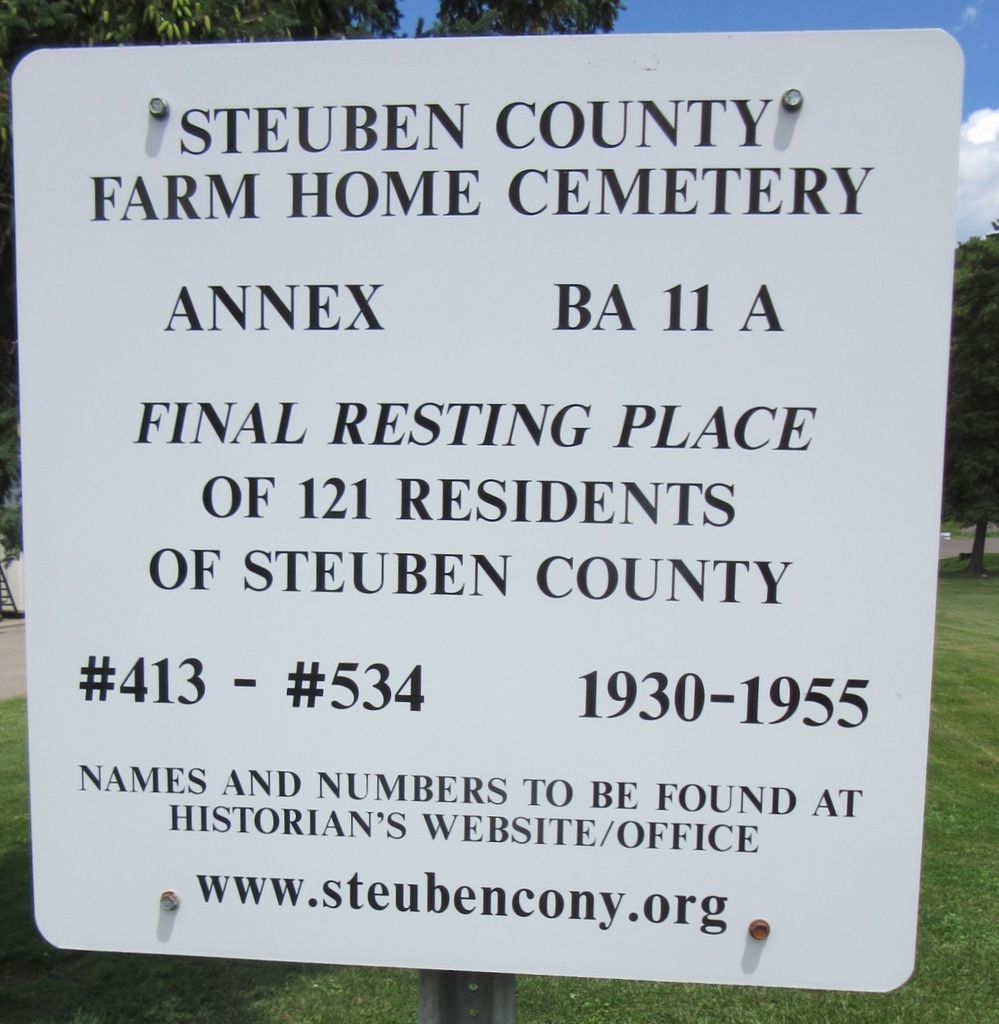 STEUBEN COUNTY
FARM HOME CEMETERY
ANNEX BA 11 A
FINAL RESTING PLACE
OF 121 RESIDENTS
OF STEUBEN COUNTY
#413 - #534 1930-1955
NAMES AND NUMBERS TO BE FOUND AT
HISTORIAN'S WEBSITE/OFFICE
www.steubencony.org